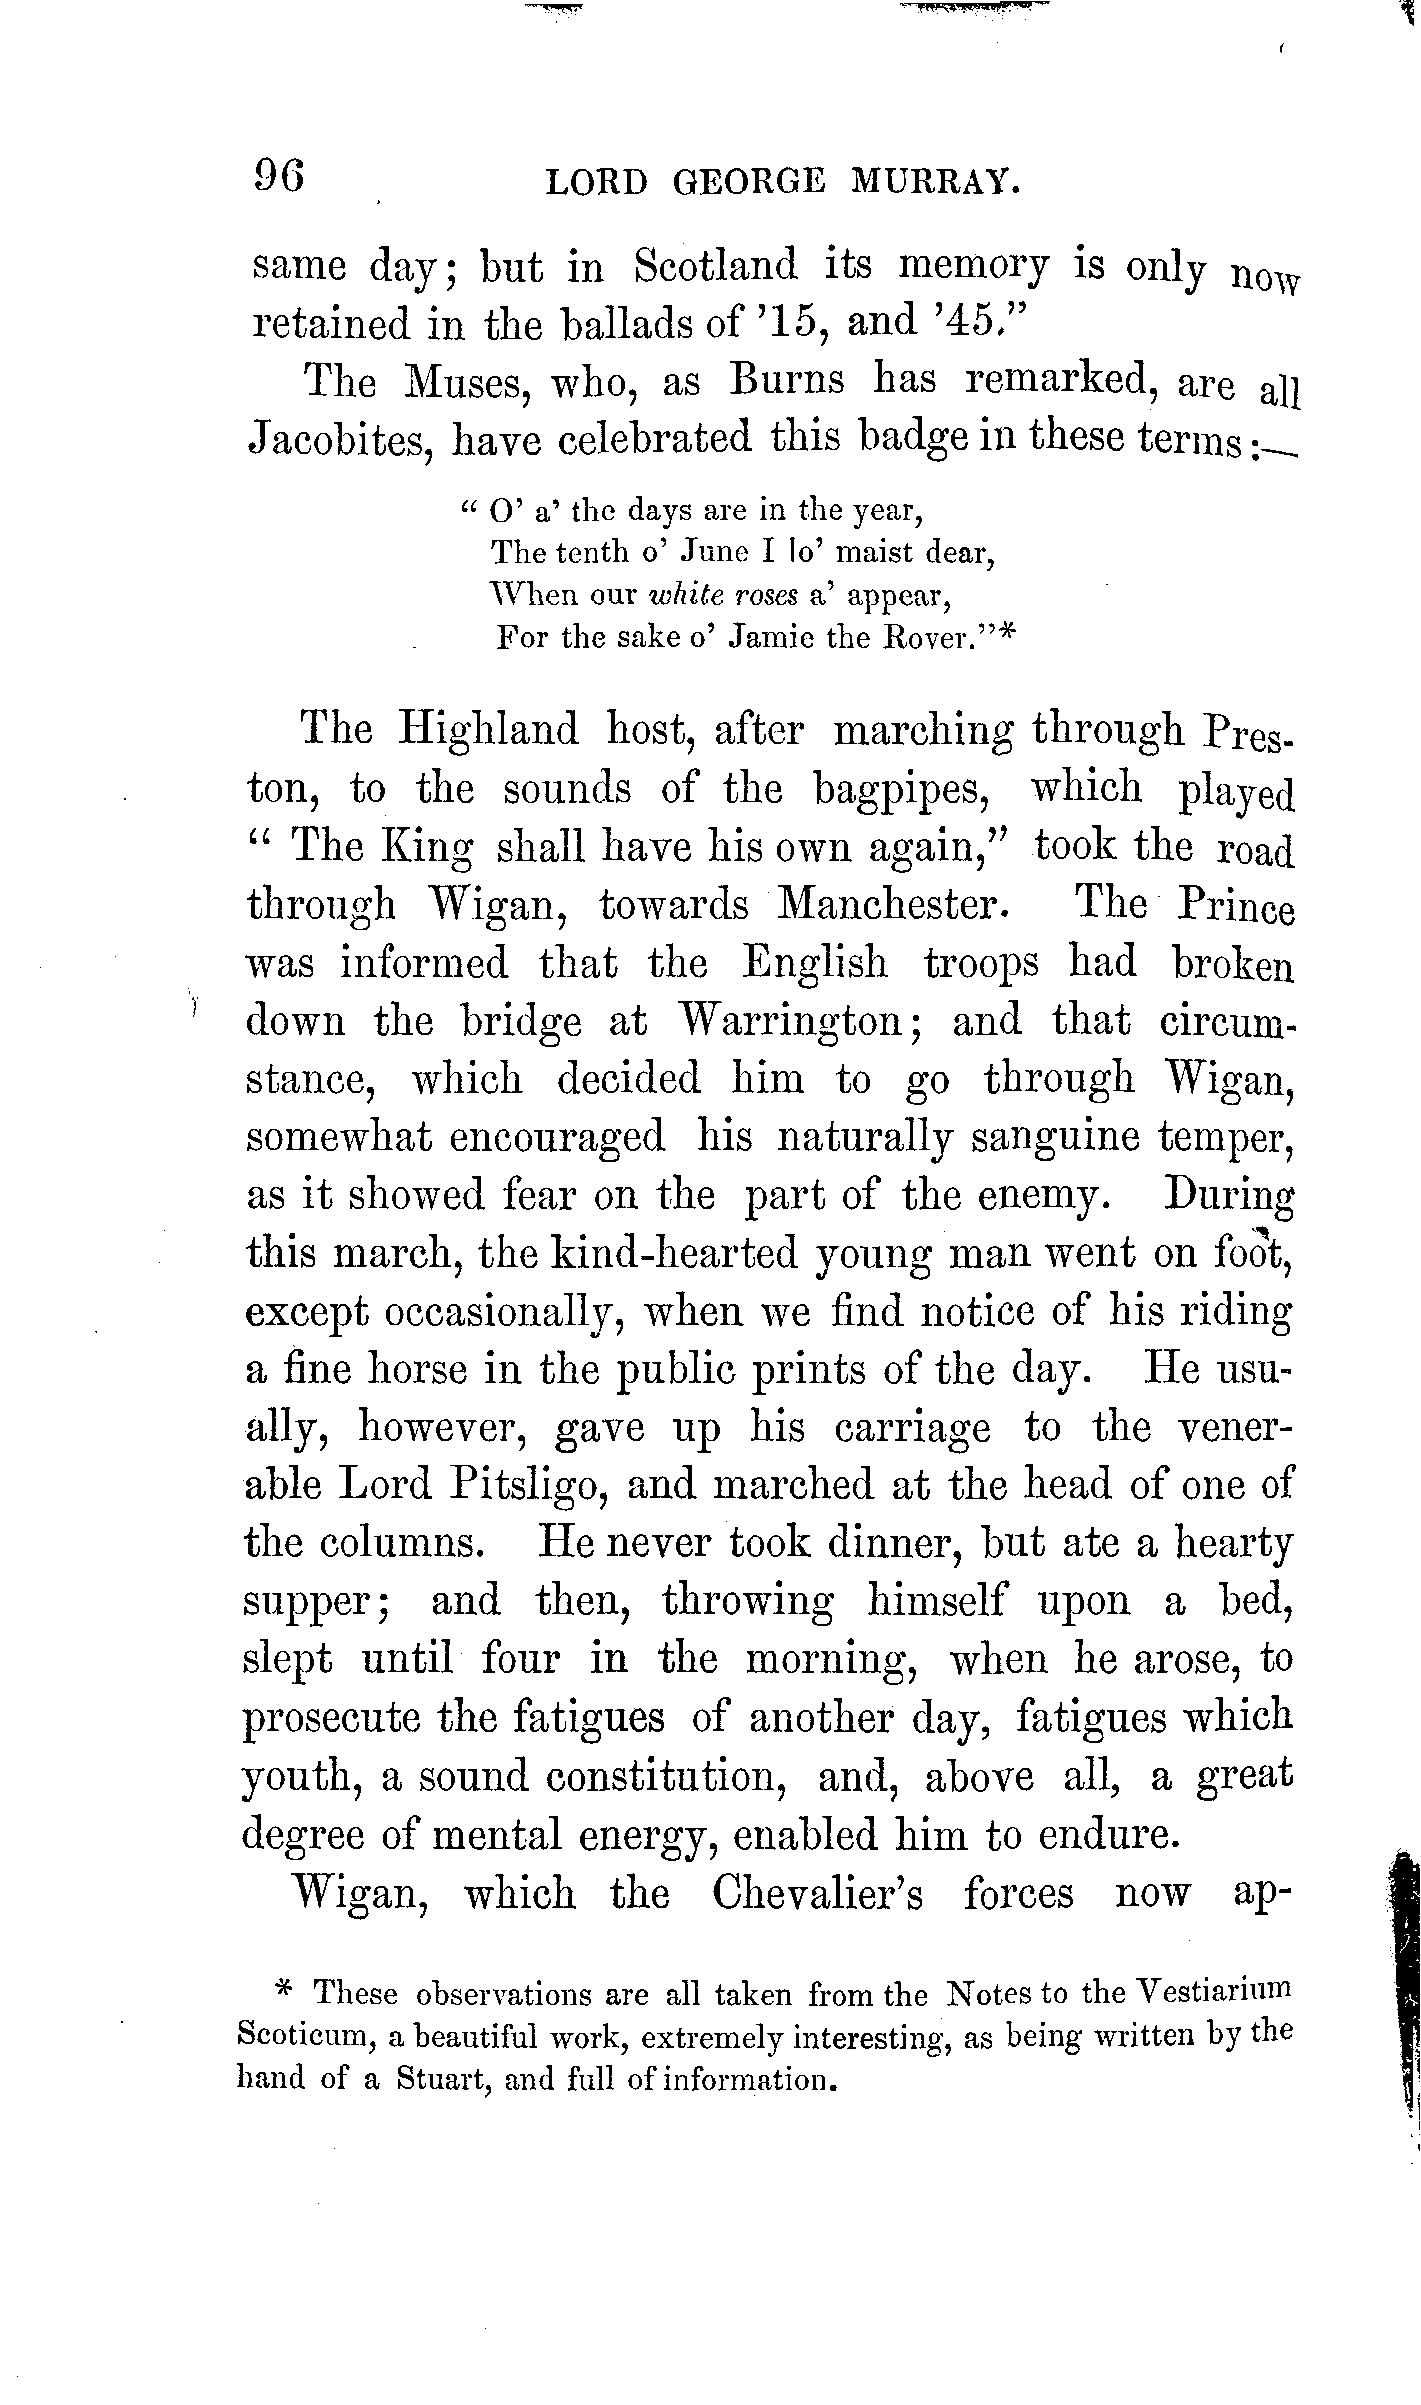 96 LORD GEORGE MURRAY.
same day; but in Scotland its memory is only now
retained in the ballads of ’15, and ’45.”
The Muses, who, as Burns has remarked, are all
Jacobites, have celebrated this badge in these terms:—
“ O’ a’ the days are in the year,
The tenth o’ June I lo’ maist dear,
When our white roses a’ appear,
For the sake o’ Jamie the Rover.”*
The Highland host, after marching through Pres-
ton, to the sounds of the bagpipes, which played
“ The King shall have his own again,” took the road
through Wigan, towards Manchester. The Prince
was informed that the English troops had broken
down the bridge at Warrington; and that circum-
stance, which decided him to go through Wigan,
somewhat encouraged his naturally sanguine temper,
as it showed fear on the part of the enemy. During
this march, the kind-hearted young man went on foot,
except occasionally, when we find notice of his riding
a fine horse in the public prints of the day. He usu-
ally, however, gave up his carriage to the vener-
able Lord Pitsligo, and marched at the head of one of
the columns. He never took dinner, but ate a hearty
supper; and then, throwing himself upon a bed,
slept until four in the morning, when he arose, to
prosecute the fatigues of another day, fatigues which
youth, a sound constitution, and, above all, a great
degree of mental energy, enabled him to endure.
Wigan, which the Chevalier’s forces now ap-
* These observations are all taken from the Notes to the Vestiarium
Scoticum, a beautiful work, extremely interesting, as being written by the
hand of a Stuart, and full of information.